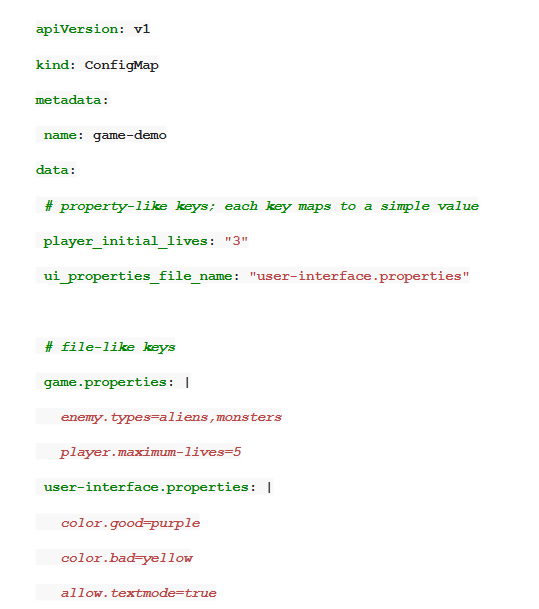 apiVersion: v1
kind: ConfigMap
metadata:
 name: game-demo
data:
 # property-like keys; each key maps to a simple value
 player_initial_lives: "3"
 ui_properties_file_name: "user-interface.properties"

 # file-like keys
 game.properties: |
   enemy.types=aliens,monsters
   player.maximum-lives=5
 user-interface.properties: |
   color.good=purple
   color.bad=yellow
   allow.textmode=true